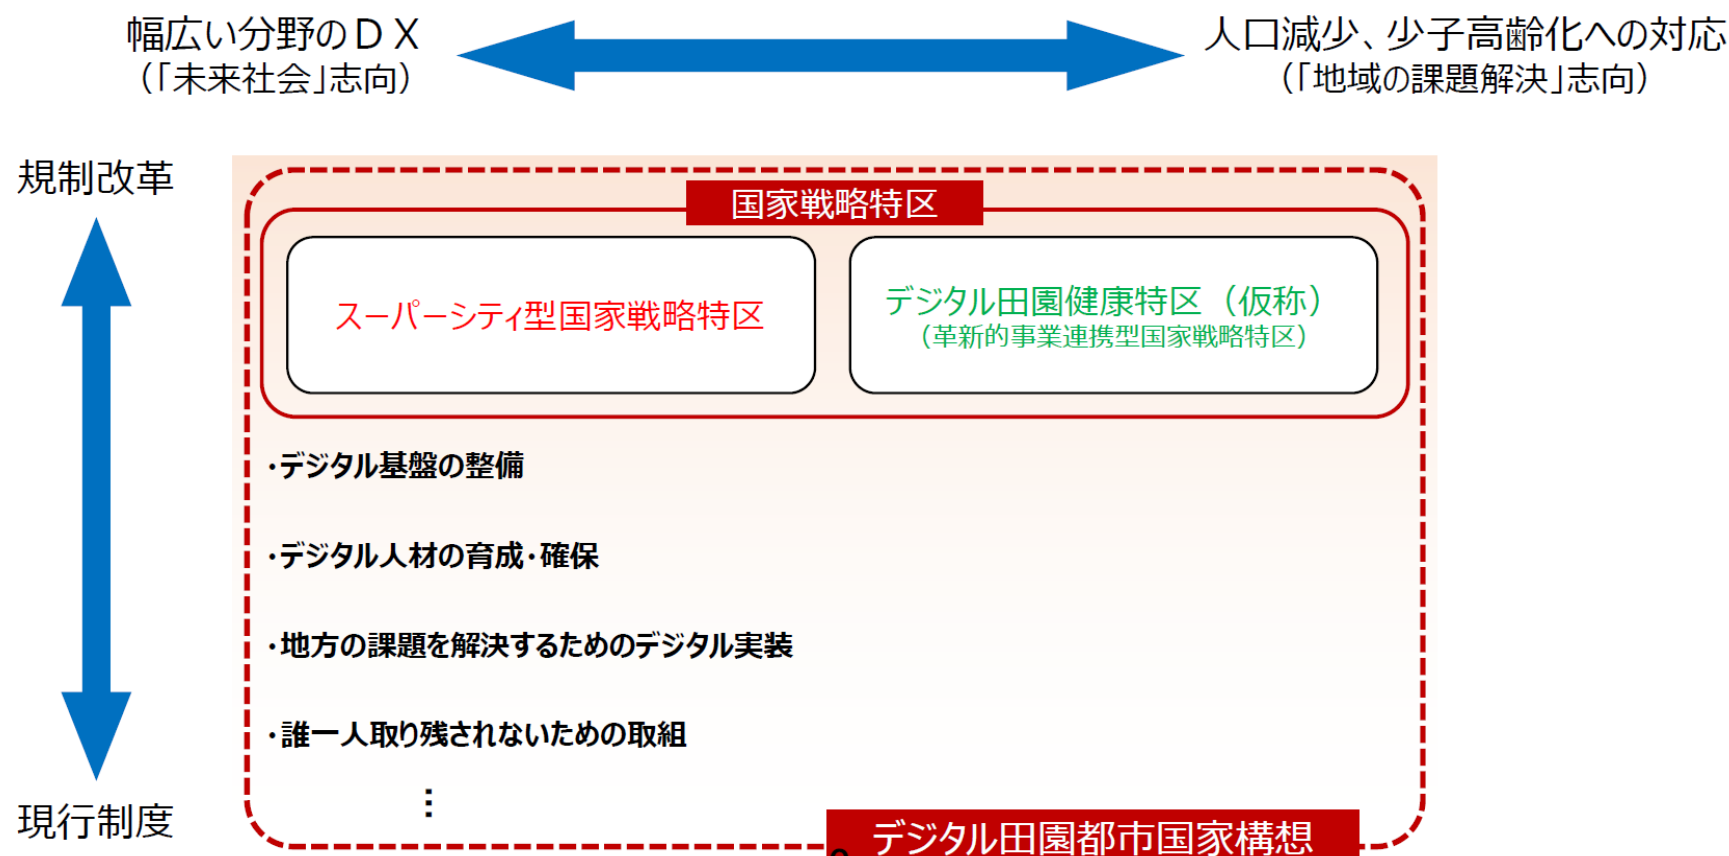 幅広い分野のＤＸ
（「未来社会」志向）
人口減少、少子高齢化への対応
（「地域の課題解決」志向）
規制改革
国家戦略特区
スーパーシティ型国家戦略特区
デジタル田園健康特区（仮称）
（革新的事業連携型国家戦略特区）
・デジタル基盤の整備
・デジタル人材の育成・確保
・地方の課題を解決するためのデジタル実装
・誰一人取り残されないための取組
…
現行制度
デジタル田園都市国家構想